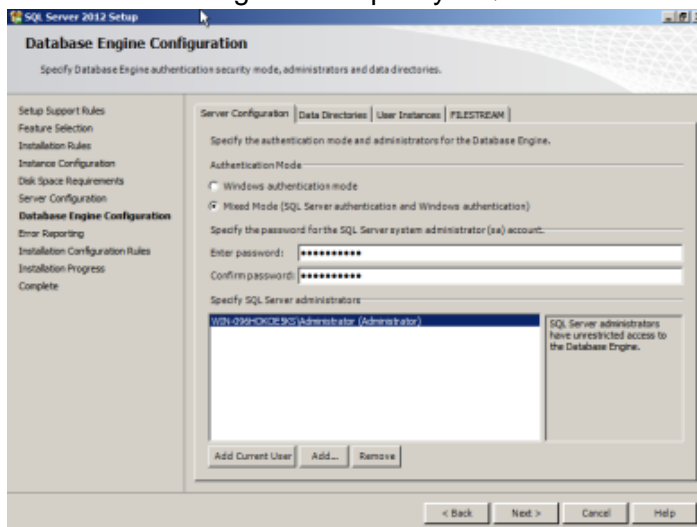 SQL Server 2012 Setup
Database Engine Configuration
Specify Database Engine authentication security mode, administrators and data directories.
Setup Support Rules
Feature Selection
Installation Rules
Instance Configuration
Disk Space Requirements
Server Configuration
Database Engine Configuration
Error Reporting
Installation Configuration Rules
Installation Progress
Complete
Server Configuration Data Directories User Instances FILESTREAM
Specify the authentication mode and administrators for the Database Engine.
Authentication Mode
Windows authentication mode
Mixed Mode (SQL Server authentication and Windows authentication)
Specify the password for the SQL Server system administrator (sa) account.
Enter password: ●●●●●●●●●●
Confirm password: ●●●●●●●●●●
Specify SQL Server administrators
(Administrator)
SQL Server administrators
have unrestricted access to
the Database Engine.
Add Current User Add... Remove
< Back Next > Cancel Help